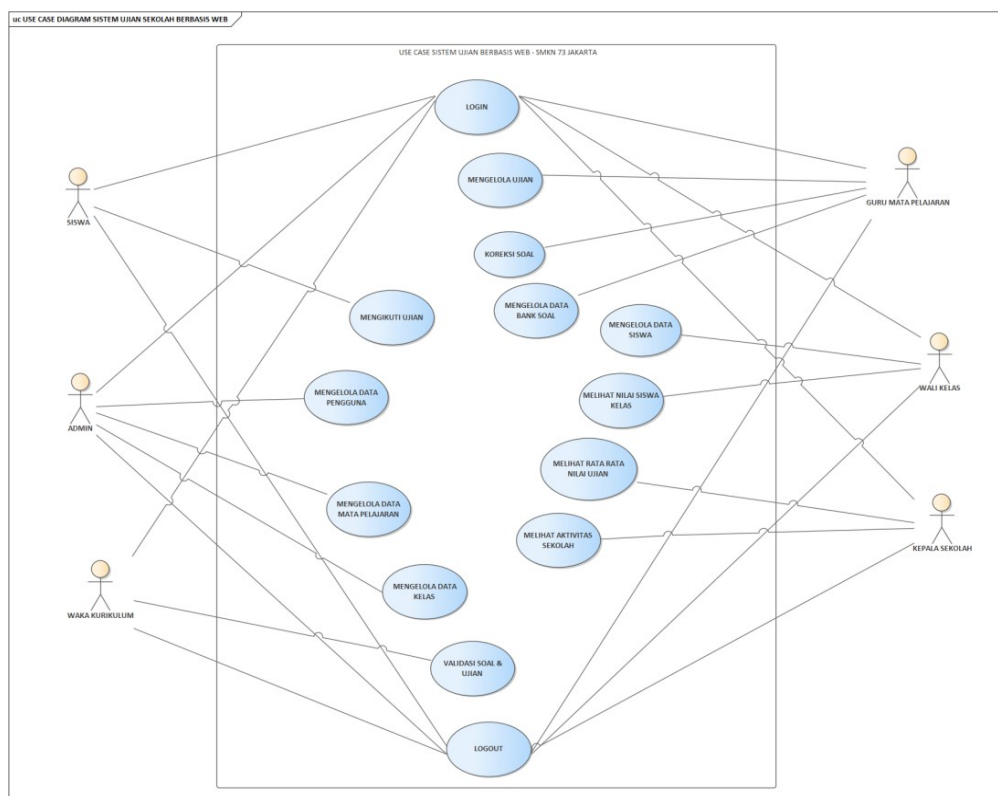 uc USE CASE DIAGRAM SISTEM UJIAN SEKOLAH BERBASIS WEB
USE CASE SISTEM UJIAN BERBASIS WEB - SMKN 73 JAKARTA
LOGIN
MENGELOLA UJIAN
GURU MATA PELAJARAN
SISWA
KOREKSI SOAL
MENGELOLA DATA
BANK SOAL
MENGIKUTI UJIAN
MENGELOLA DATA
SISWA
WALI KELAS
MENGELOLA DATA
PENGGUNA
MELIHAT NILAI SISWA
KELAS
ADMIN
MELIHAT RATA RATA
NILAI UJIAN
MENGELOLA DATA
MATA PELAJARAN
MELIHAT AKTIVITAS
SEKOLAH
KEPALA SEKOLAH
MENGELOLA DATA
KELAS
WAKA KURIKULUM
VALIDASI SOAL &
UJIAN
LOGOUT